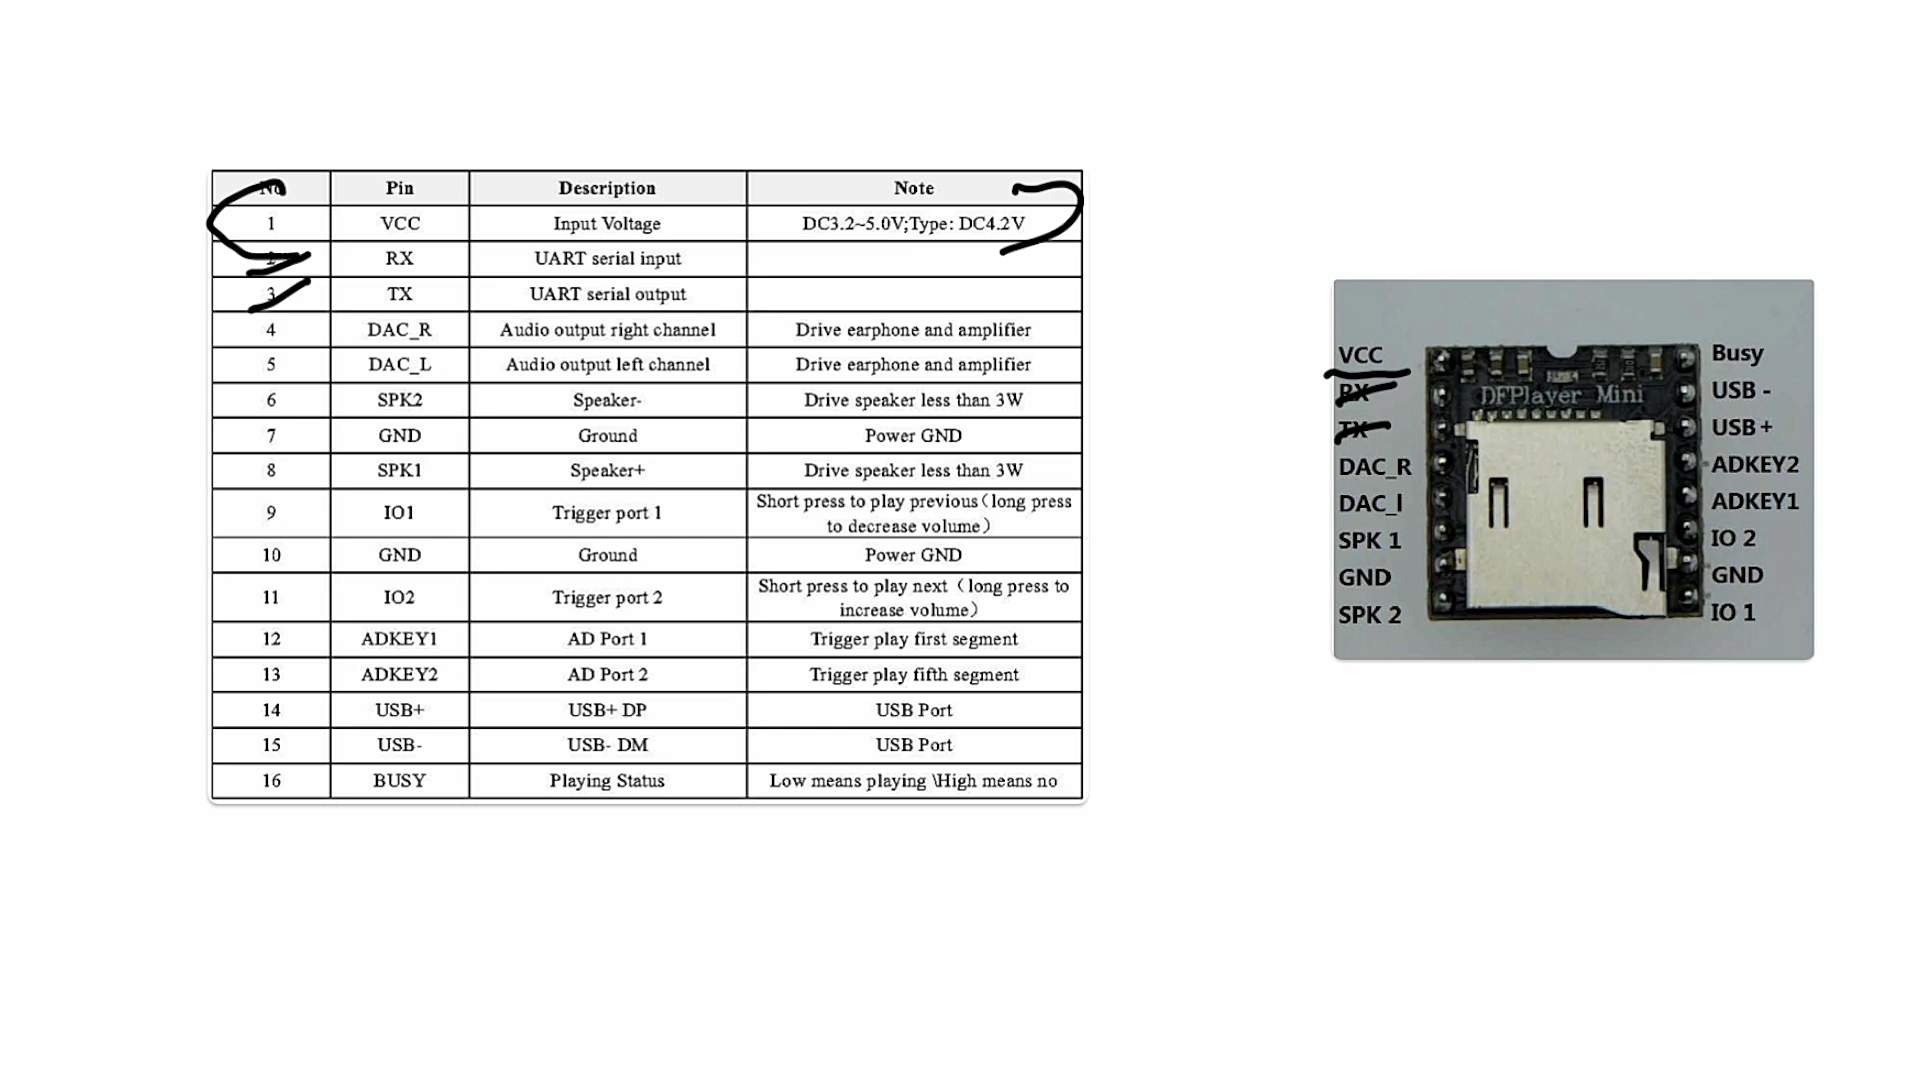 No Pin Description Note
1 VCC Input Voltage DC3.2~5.0V;Type: DC4.2V
2 RX UART serial input
3 TX UART serial output
4 DAC_R Audio output right channel Drive earphone and amplifier
5 DAC_L Audio output left channel Drive earphone and amplifier
6 SPK2 Speaker- Drive speaker less than 3W
7 GND Ground Power GND
8 SPK1 Speaker+ Drive speaker less than 3W
9 IO1 Trigger port 1 Short press to play previous（long press
to decrease volume）
10 GND Ground Power GND
11 IO2 Trigger port 2 Short press to play next（long press to
increase volume）
12 ADKEY1 AD Port 1 Trigger play first segment
13 ADKEY2 AD Port 2 Trigger play fifth segment
14 USB+ USB+ DP USB Port
15 USB- USB- DM USB Port
16 BUSY Playing Status Low means playing \High means no
VCC
RX
TX
DAC_R
DAC_l
SPK 1
GND
SPK 2
DFPlayer Mini
Busy
USB -
USB +
ADKEY2
ADKEY1
IO 2
GND
IO 1